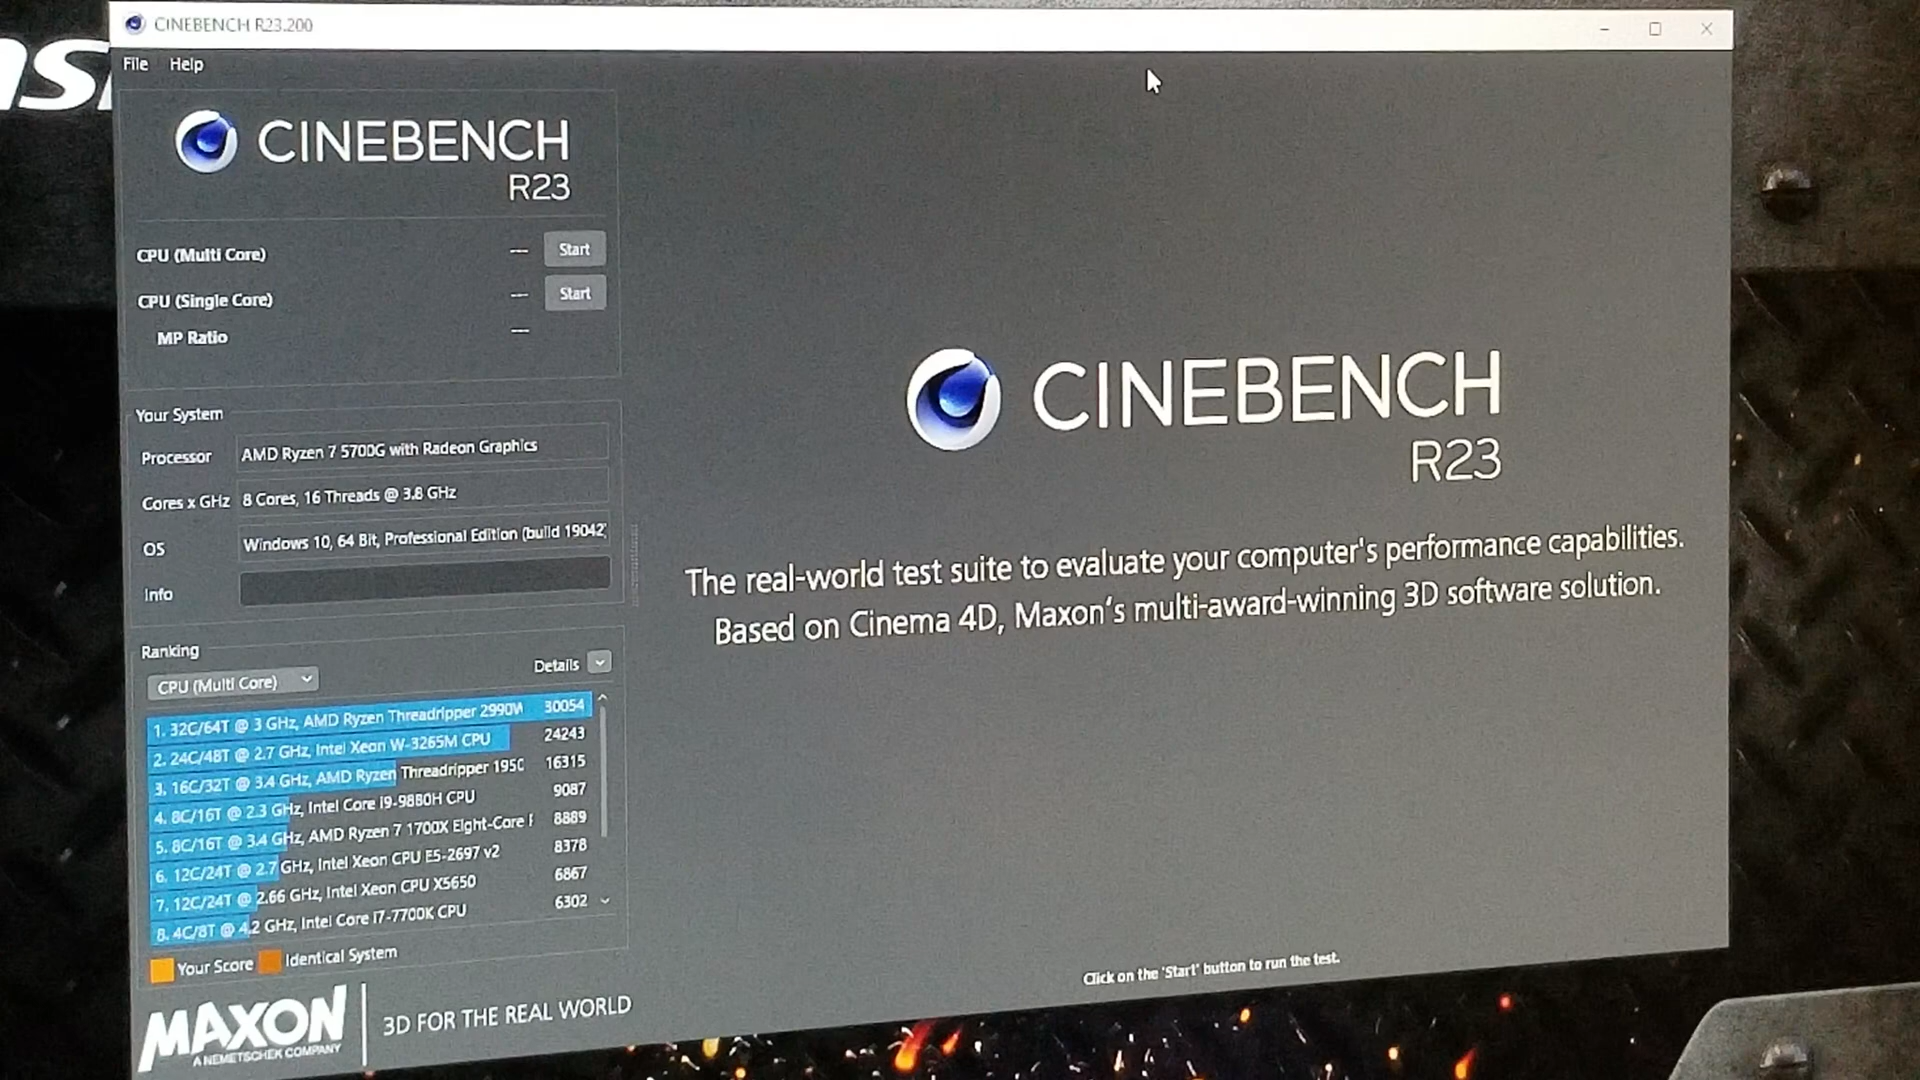 CINEBENCH R23.200
File Help
CINEBENCH
R23
CPU (Multi Core) --- Start
CPU (Single Core) --- Start
MP Ratio ---
Your System
Processor AMD Ryzen 7 5700G with Radeon Graphics
Cores x GHz 8 Cores, 16 Threads @ 3.8 GHz
OS Windows 10, 64 Bit, Professional Edition (build 19042)
Info
Ranking
CPU (Multi Core) Details
1. 32C/64T @ 3 GHz, AMD Ryzen Threadripper 2990W 30054
2. 24C/48T @ 2.7 GHz, Intel Xeon W-3265M CPU 24243
3. 16C/32T @ 3.4 GHz, AMD Ryzen Threadripper 195 16315
4. 8C/16T @ 2.3 GHz, Intel Core i9-9880H CPU 9087
5. 8C/16T @ 3.4 GHz, AMD Ryzen 7 1700X Eight-Core 8889
6. 12C/24T @ 2.7 GHz, Intel Xeon CPU E5-2697 v2 8378
7. 12C/24T @ 2.66 GHz, Intel Xeon CPU X5650 6867
8. 4C/8T @ 4.2 GHz, Intel Core i7-7700K CPU 6302
Your Score Identical System
MAXON
A NEMETSCHEK COMPANY
3D FOR THE REAL WORLD
CINEBENCH
R23
The real-world test suite to evaluate your computer's performance capabilities.
Based on Cinema 4D, Maxon's multi-award-winning 3D software solution.
Click on the 'Start' button to run the test.